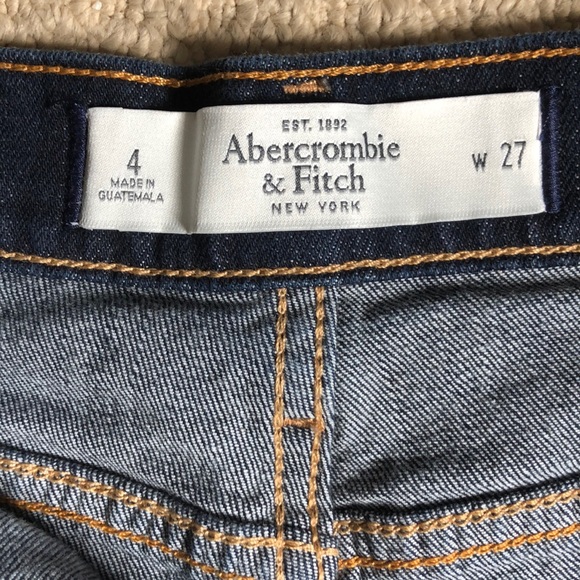 4
MADE IN
GUATEMALA
EST. 1892
Abercrombie
& Fitch
NEW YORK
W 27